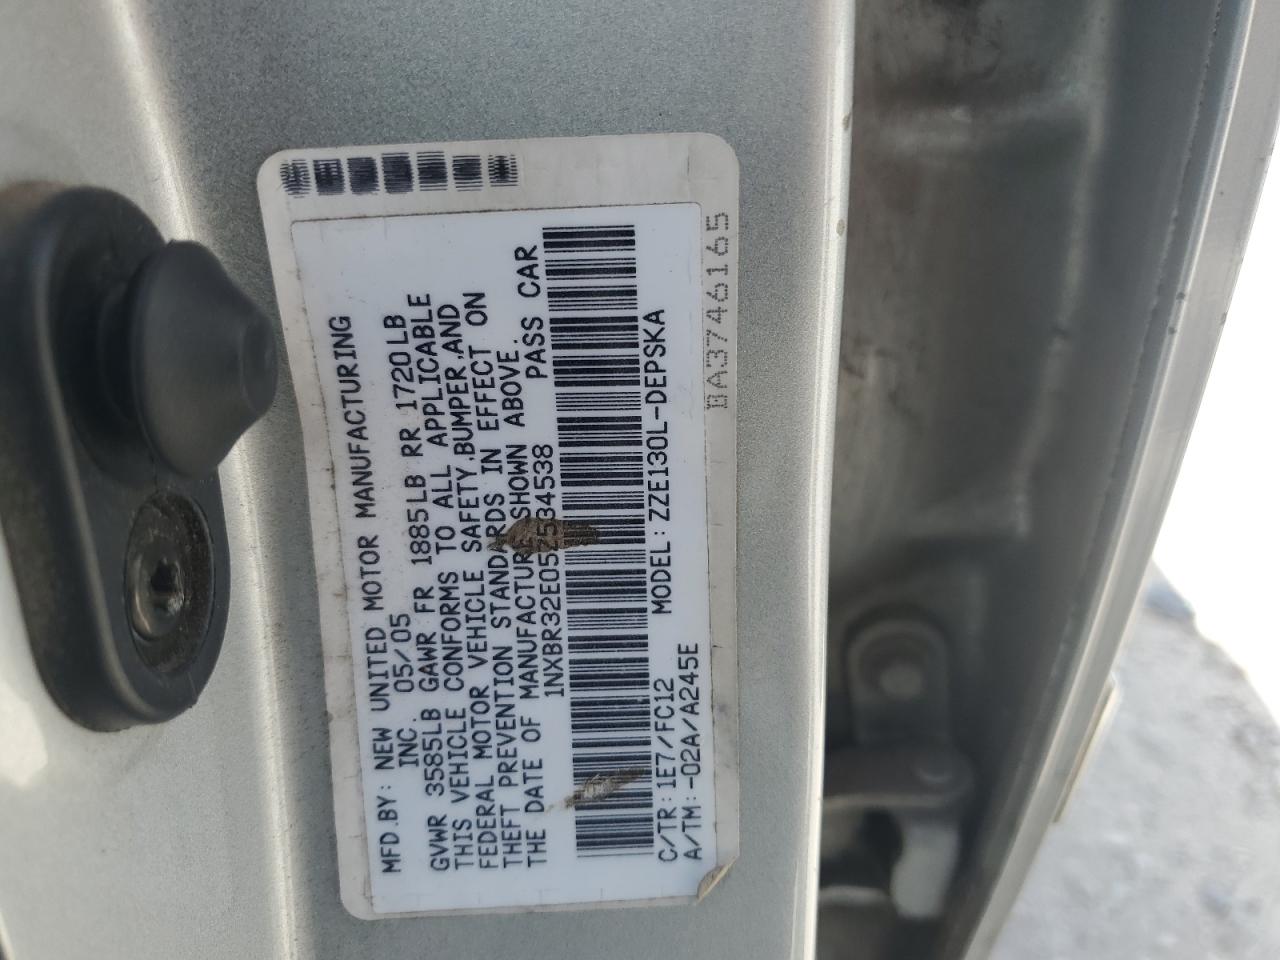 MFD.BY: NEW UNITED MOTOR MANUFACTURING
INC. 05/05
GVWR 3585LB GAWR FR 1885LB RR 1720LB
THIS VEHICLE CONFORMS TO ALL APPLICABLE
FEDERAL MOTOR VEHICLE SAFETY,BUMPER,AND
THEFT PREVENTION STANDARDS IN EFFECT ON
THE DATE OF MANUFACTURE SHOWN ABOVE.
1NXBR32E05Z534538 PASS CAR
C/TR: 1E7/FC12 MODEL: ZZE130L-DEPSKA
A/TM: -02A/A245E
BA3746165